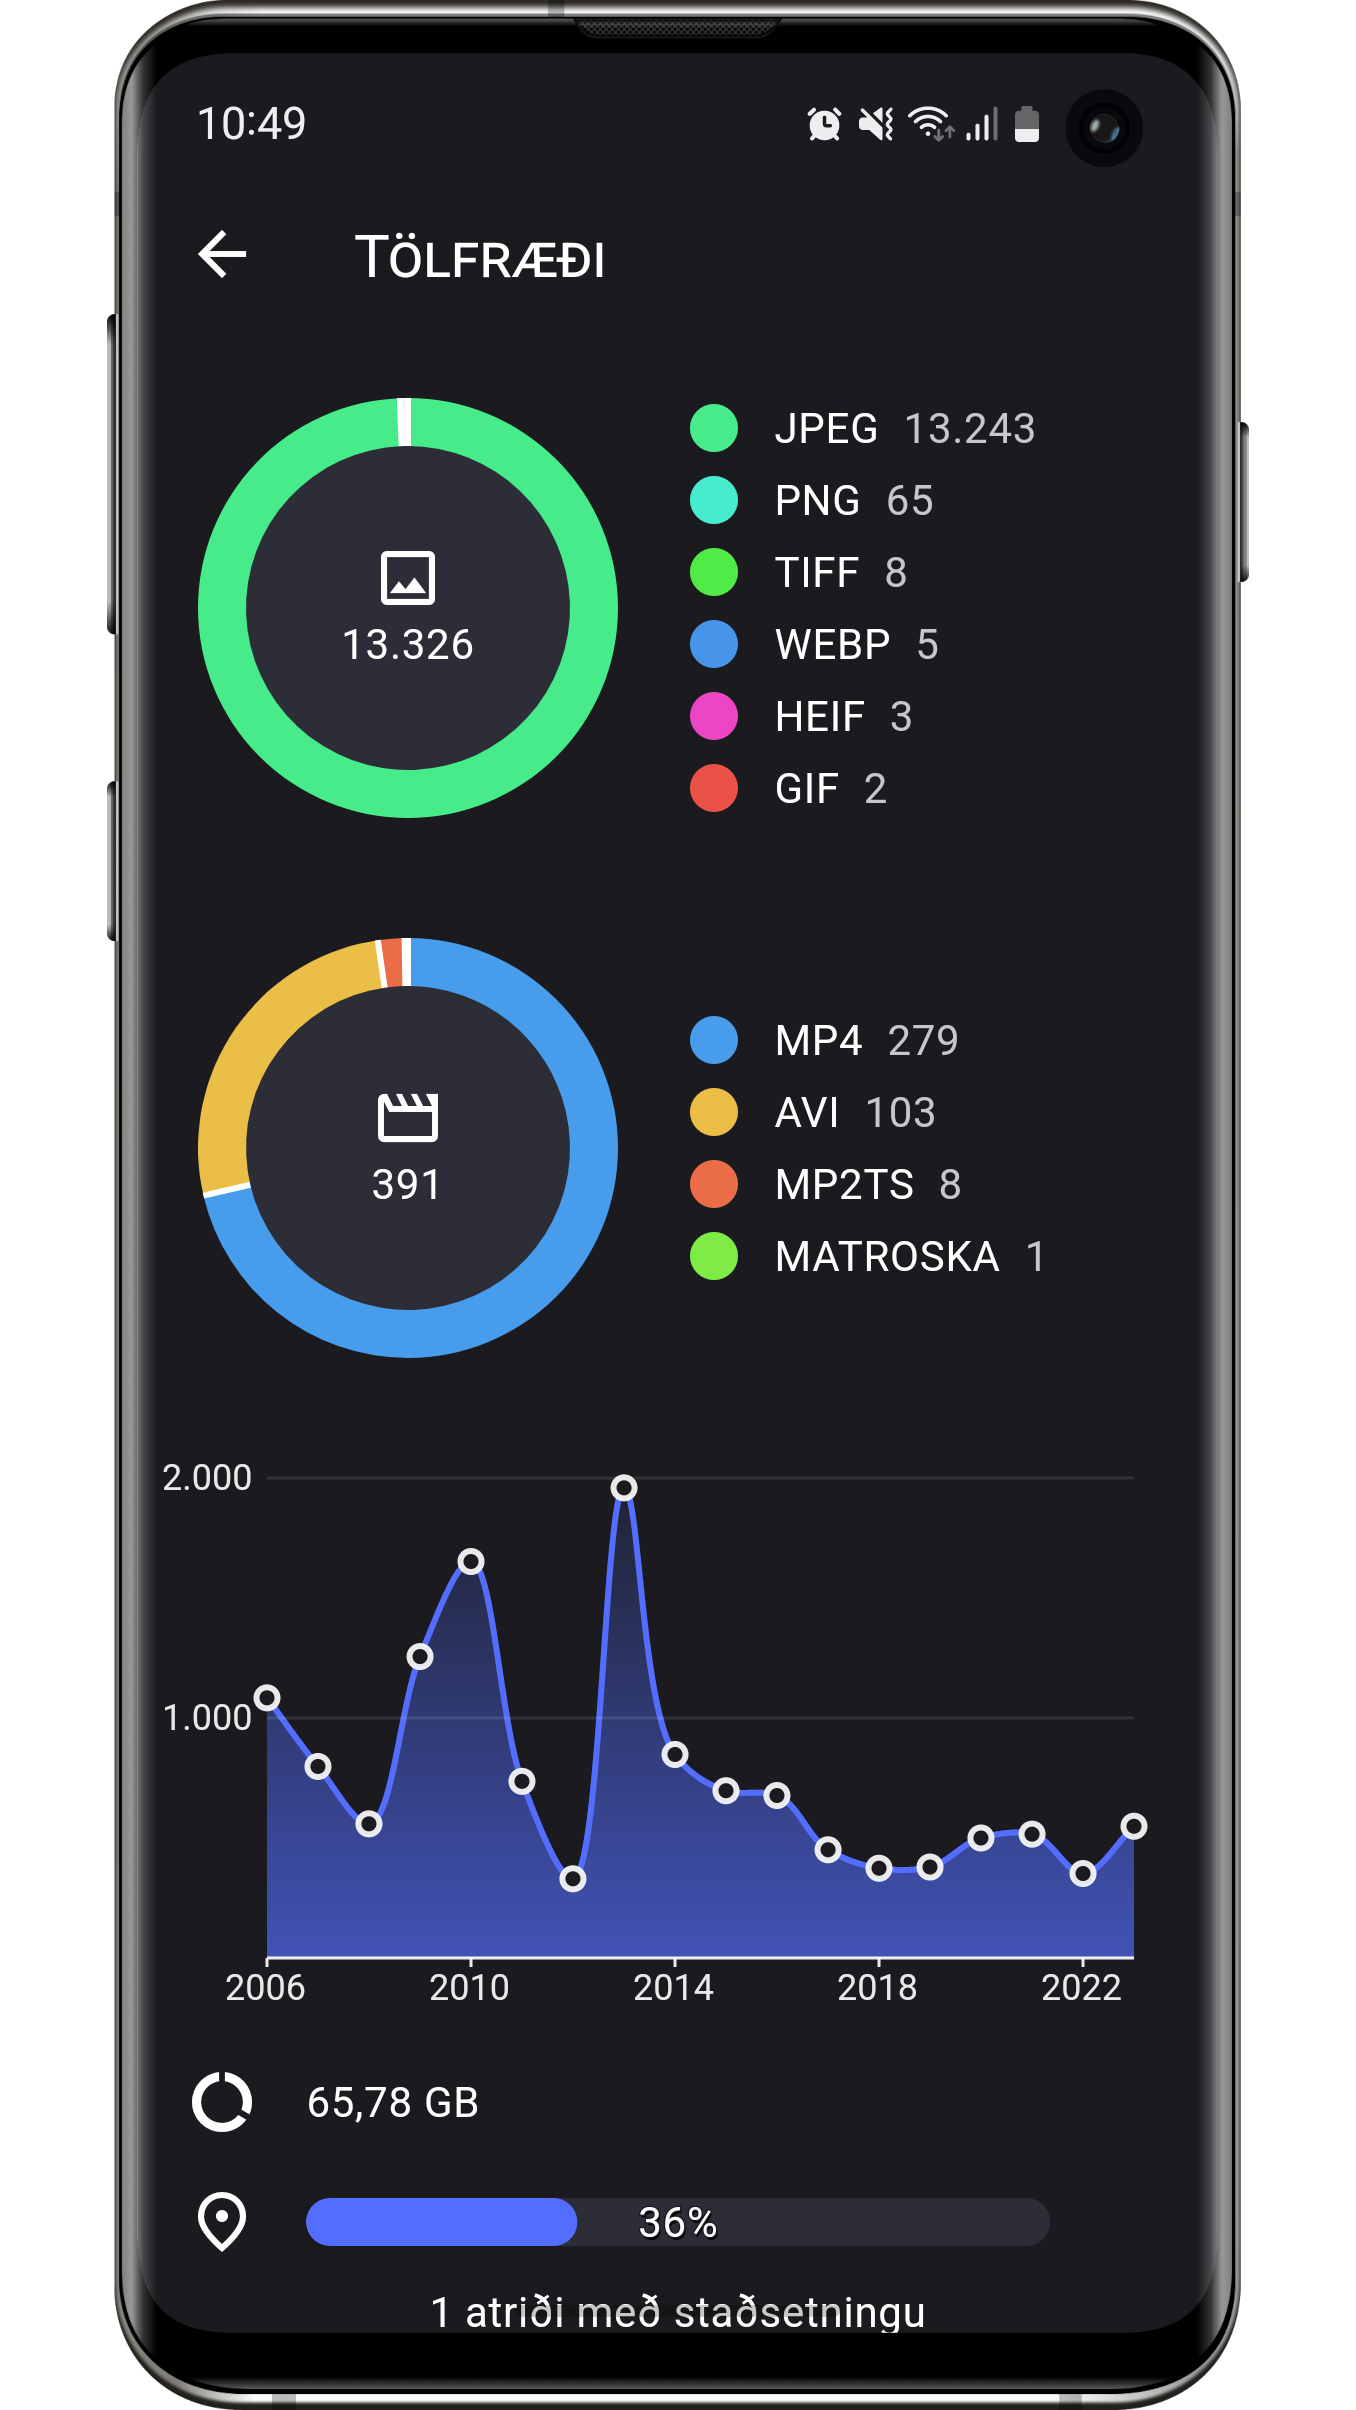 10:49
TÖLFRÆÐI
JPEG 13.243
PNG 65
TIFF 8
WEBP 5
HEIF 3
GIF 2
13.326
MP4 279
AVI 103
MP2TS 8
MATROSKA 1
391
2.000
1.000
2006 2010 2014 2018 2022
65,78 GB
36%
1 atriði með staðsetningu